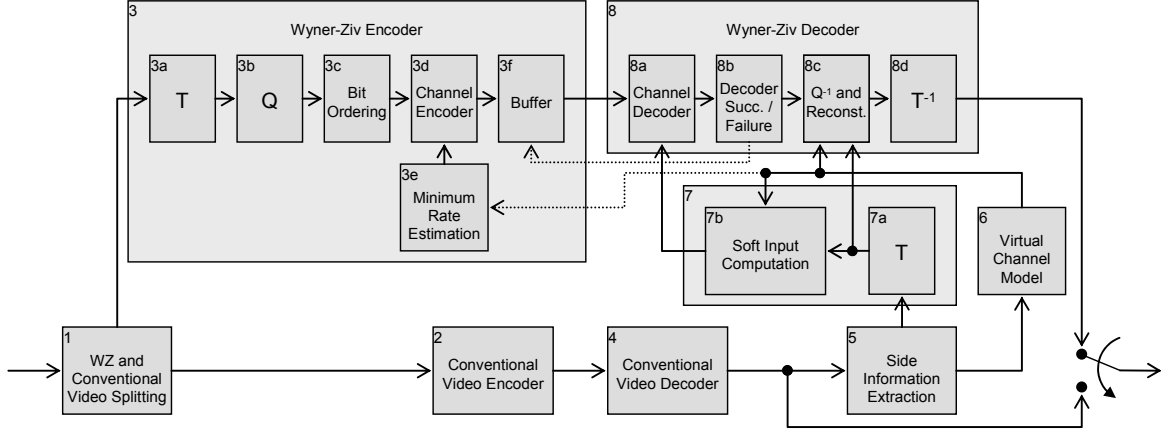 3
Wyner-Ziv Encoder
3a
T
3b
Q
3c
Bit
Ordering
3d
Channel
Encoder
3f
Buffer
3e
Minimum
Rate
Estimation
8
Wyner-Ziv Decoder
8a
Channel
Decoder
8b
Decoder
Succ. /
Failure
8c
Q-1 and
Reconst.
8d
T-1
7
7b
Soft Input
Computation
7a
T
6
Virtual
Channel
Model
1
WZ and
Conventional
Video Splitting
2
Conventional
Video Encoder
4
Conventional
Video Decoder
5
Side
Information
Extraction